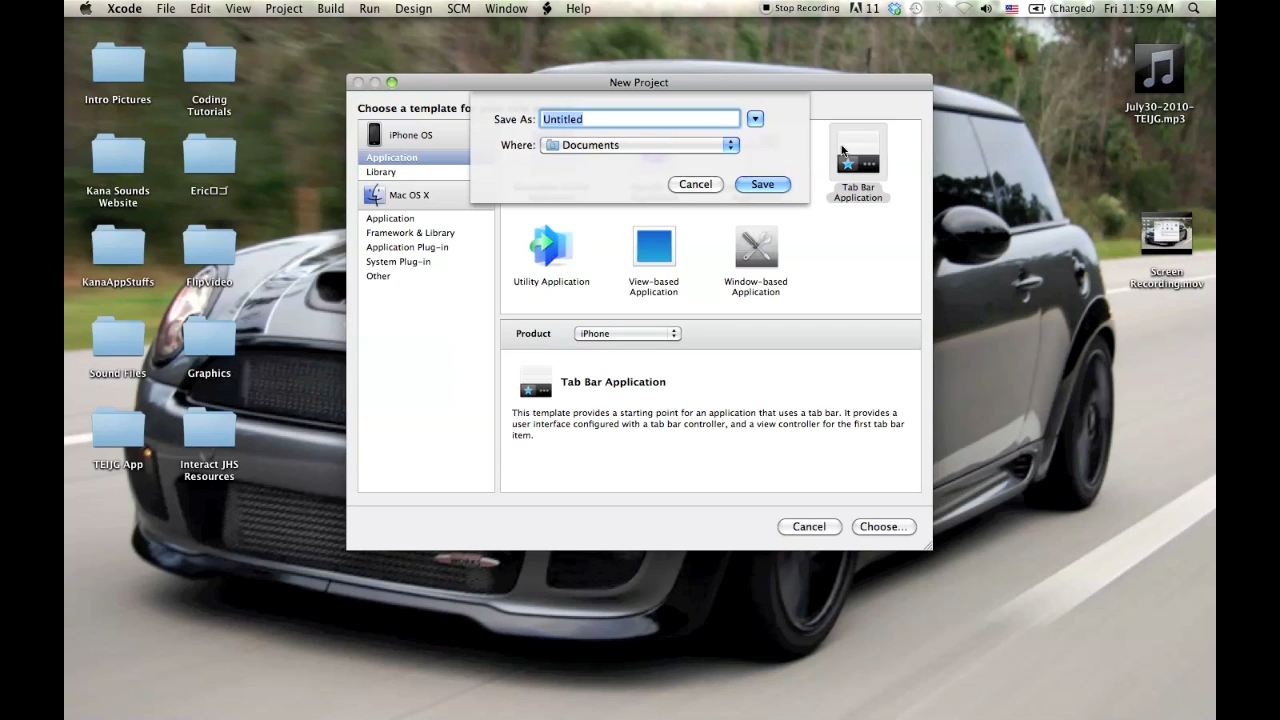 Xcode File Edit View Project Build Run Design SCM Window Help
Stop Recording 11 (Charged) Fri 11:59 AM
Intro Pictures
Coding
Tutorials
Kana Sounds
Website
Ericロゴ
KanaAppStuffs
FlipVideo
Sound Files
Graphics
TEIJG App
Interact JHS
Resources
New Project
Choose a template for
Save As: Untitled
Where: Documents
Cancel Save
iPhone OS
Application
Library
Mac OS X
Application
Framework & Library
Application Plug-in
System Plug-in
Other
Tab Bar
Application
Utility Application
View-based
Application
Window-based
Application
Product iPhone
Tab Bar Application
This template provides a starting point for an application that uses a tab bar. It provides a
user interface configured with a tab bar controller, and a view controller for the first tab bar
item.
Cancel Choose...
July30-2010-
TEIJG.mp3
Screen
Recording.mov